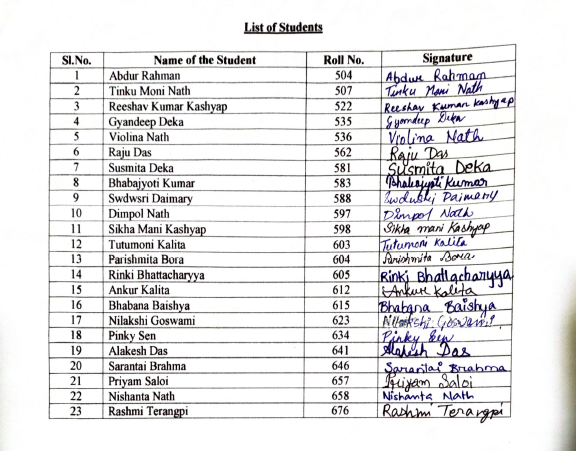 List of Students
Sl.No. Name of the Student Roll No. Signature
1 Abdur Rahman 504 Abdur Rahman
2 Tinku Moni Nath 507 Tinku Moni Nath
3 Reeshav Kumar Kashyap 522 Reeshav Kumar Kashyap
4 Gyandeep Deka 535 Gyandeep Deka
5 Violina Nath 536 Violina Nath
6 Raju Das 562 Raju Das
7 Susmita Deka 581 Susmita Deka
8 Bhabajyoti Kumar 583 Bhabajyoti Kumar
9 Swdwsri Daimary 588 Swdwsri Daimary
10 Dimpol Nath 597 Dimpol Nath
11 Sikha Mani Kashyap 598 Sikha mani Kashyap
12 Tutumoni Kalita 603 Tutumoni Kalita
13 Parishmita Bora 604 Parishmita Bora
14 Rinki Bhattacharyya 605 Rinki Bhattacharyya
15 Ankur Kalita 612 Ankur Kalita
16 Bhabana Baishya 615 Bhabana Baishya
17 Nilakshi Goswami 623 Nilakshi Goswami
18 Pinky Sen 634 Pinky Sen
19 Alakesh Das 641 Alakesh Das
20 Sarantai Brahma 646 Sarantai Brahma
21 Priyam Saloi 657 Priyam Saloi
22 Nishanta Nath 658 Nishanta Nath
23 Rashmi Terangpi 676 Rashmi Terangpi